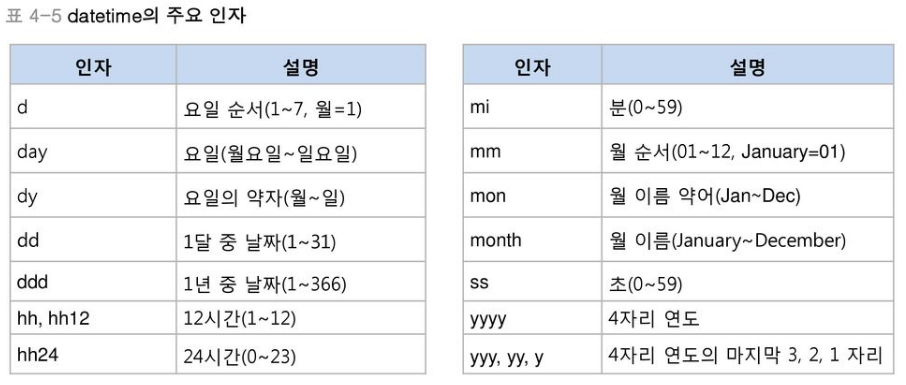 표 4-5 datetime의 주요 인자
인자 설명
d 요일 순서(1~7, 월=1)
day 요일(월요일~일요일)
dy 요일의 약자(월~일)
dd 1달 중 날짜(1~31)
ddd 1년 중 날짜(1~366)
hh, hh12 12시간(1~12)
hh24 24시간(0~23)
인자 설명
mi 분(0~59)
mm 월 순서(01~12, January=01)
mon 월 이름 약어(Jan~Dec)
month 월 이름(January~December)
ss 초(0~59)
yyyy 4자리 연도
yyy, yy, y 4자리 연도의 마지막 3, 2, 1 자리